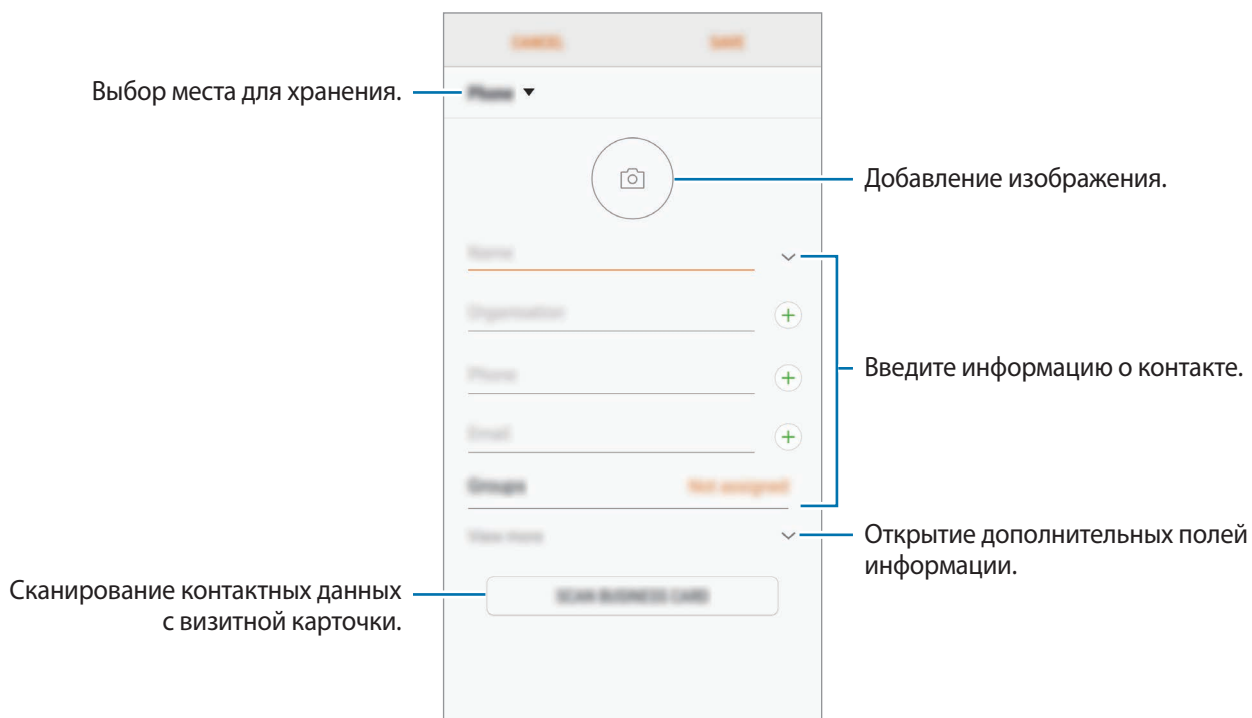 CANCEL
SAVE
Выбор места для хранения.
Phone
Добавление изображения.
Name
Organisation
Phone
Введите информацию о контакте.
Email
Groups
Not assigned
View more
Открытие дополнительных полей
информации.
Сканирование контактных данных
с визитной карточки.
SCAN BUSINESS CARD